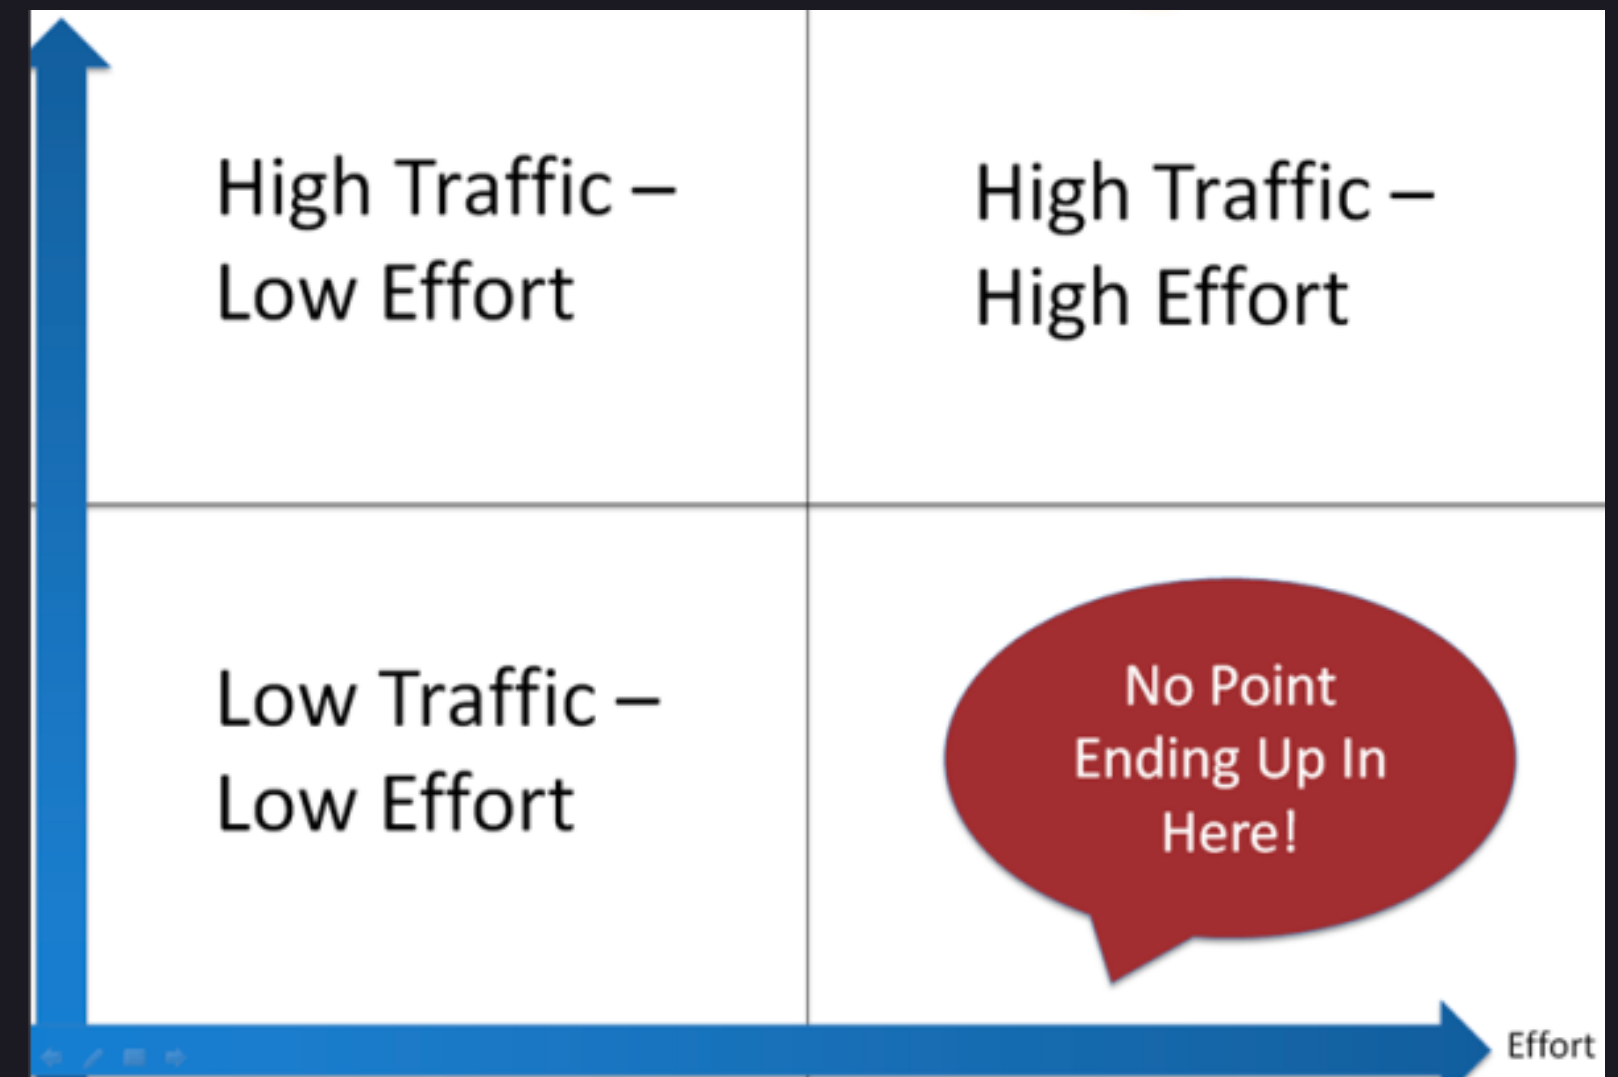 High Traffic –
Low Effort
High Traffic –
High Effort
Low Traffic –
Low Effort
No Point
Ending Up In
Here!
Effort